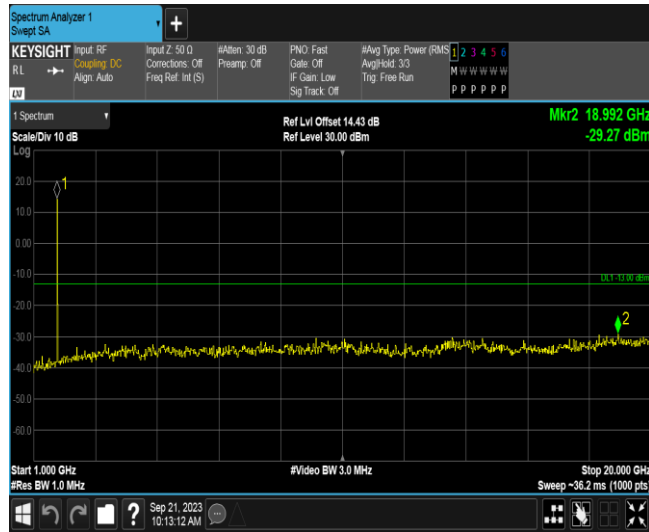 Spectrum Analyzer 1
Swept SA
+
KEYSIGHT Input: RF Input Z: 50 Ω #Atten: 30 dB PNO: Fast #Avg Type: Power (RMS 1 2 3 4 5 6
RL Coupling: DC Corrections: Off Preamp: Off Gate: Off Avg|Hold: 3/3 M W W W W W
Align: Auto Freq Ref: Int (S) IF Gain: Low Trig: Free Run
LXI Sig Track: Off P P P P P P
1 Spectrum Ref Lvl Offset 14.43 dB Mkr2 18.992 GHz
Scale/Div 10 dB Ref Level 30.00 dBm -29.27 dBm
Log
20.0
1
0.00
-10.0
DL1 -13.00 dBm
-20.0
2
-30.0
-50.0
-60.0
Start 1.000 GHz #Video BW 3.0 MHz Stop 20.000 GHz
#Res BW 1.0 MHz Sweep ~36.2 ms (1000 pts)
? Sep 21, 2023
10:13:12 AM